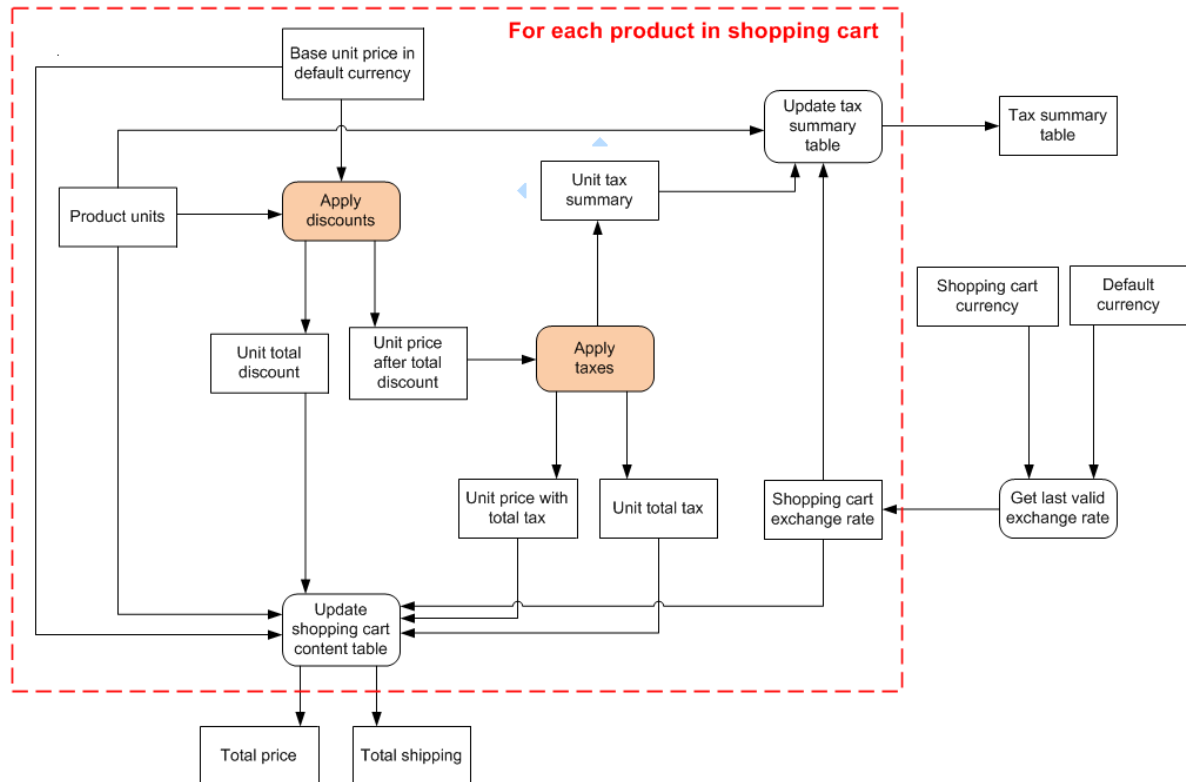 For each product in shopping cart
Base unit price in
default currency
Update tax
summary
table
Tax summary
table
Unit tax
summary
Product units
Apply
discounts
Shopping cart
currency
Default
currency
Unit total
discount
Unit price
after total
discount
Apply
taxes
Unit price with
total tax
Unit total tax
Shopping cart
exchange rate
Get last valid
exchange rate
Update
shopping cart
content table
Total price
Total shipping